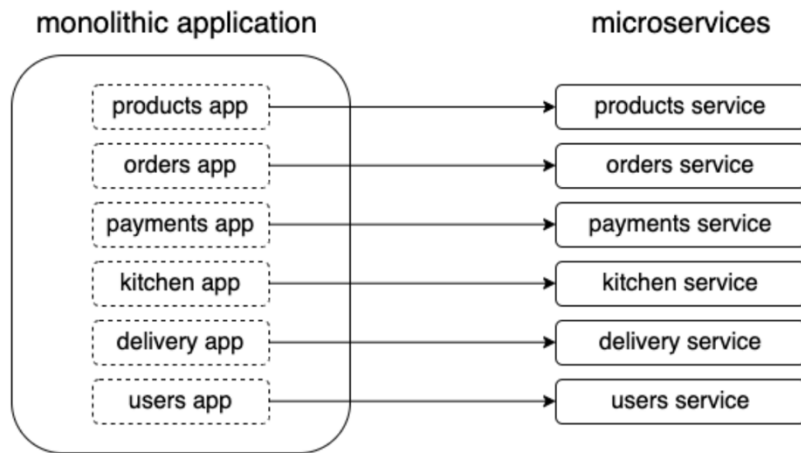 monolithic application
microservices
products app
products service
orders app
orders service
payments app
payments service
kitchen app
kitchen service
delivery app
delivery service
users app
users service